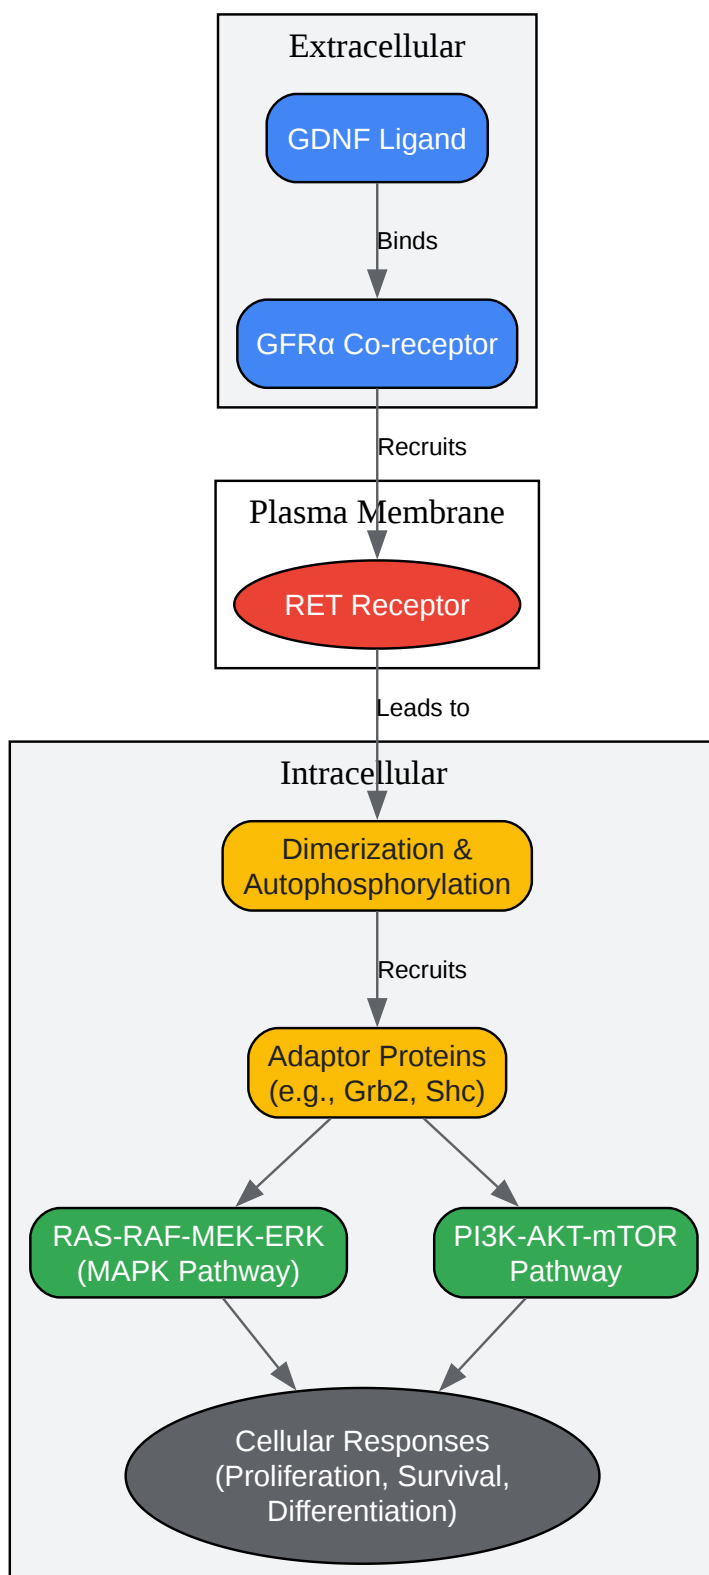 Extracellular
GDNF Ligand
Binds
GFRα Co-receptor
Recruits
Plasma Membrane
RET Receptor
Leads to
Intracellular
Dimerization &
Autophosphorylation
Recruits
Adaptor Proteins
(e.g., Grb2, Shc)
RAS-RAF-MEK-ERK
(MAPK Pathway)
PI3K-AKT-mTOR
Pathway
Cellular Responses
(Proliferation, Survival,
Differentiation)